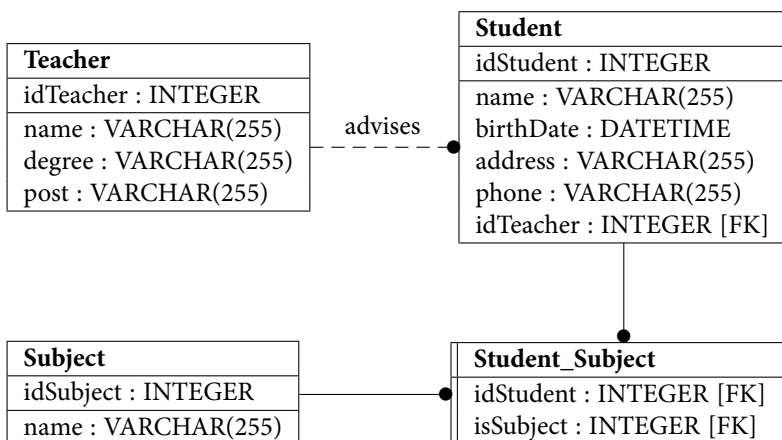 Teacher
idTeacher : INTEGER
name : VARCHAR(255)
degree : VARCHAR(255)
post : VARCHAR(255)
advises
Student
idStudent : INTEGER
name : VARCHAR(255)
birthDate : DATETIME
address : VARCHAR(255)
phone : VARCHAR(255)
idTeacher : INTEGER [FK]
Subject
idSubject : INTEGER
name : VARCHAR(255)
Student_Subject
idStudent : INTEGER [FK]
isSubject : INTEGER [FK]